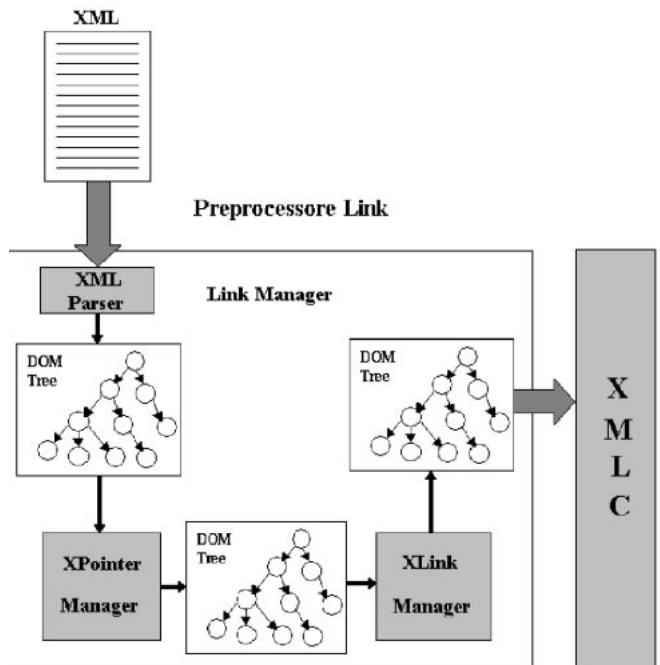 XML
Preprocessore Link
XML
Parser
Link Manager
DOM
Tree
DOM
Tree
X
M
L
C
XPointer
Manager
DOM
Tree
XLink
Manager